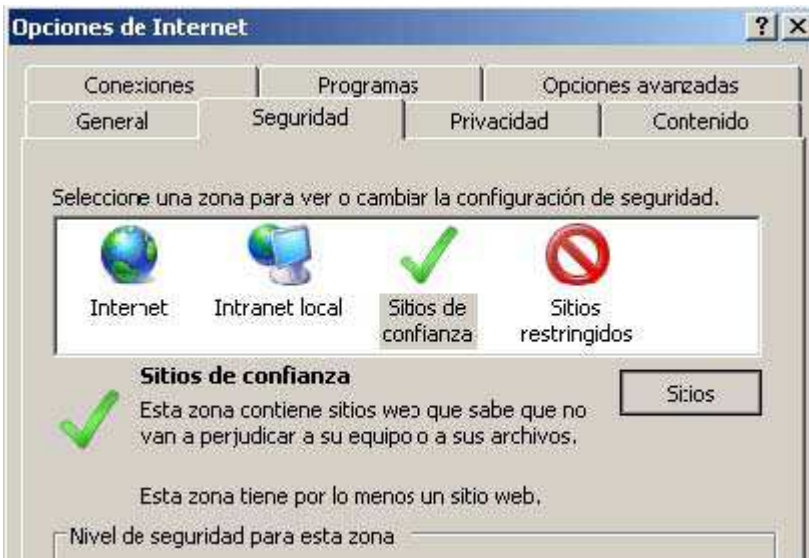 Opciones de Internet
Conexiones Programas Opciones avanzadas
General Seguridad Privacidad Contenido
Seleccione una zona para ver o cambiar la configuración de seguridad.
Internet Intranet local Sitios de confianza Sitios restringidos
Sitios de confianza
Sitios
Esta zona contiene sitios web que sabe que no
van a perjudicar a su equipo o a sus archivos.
Esta zona tiene por lo menos un sitio web.
Nivel de seguridad para esta zona